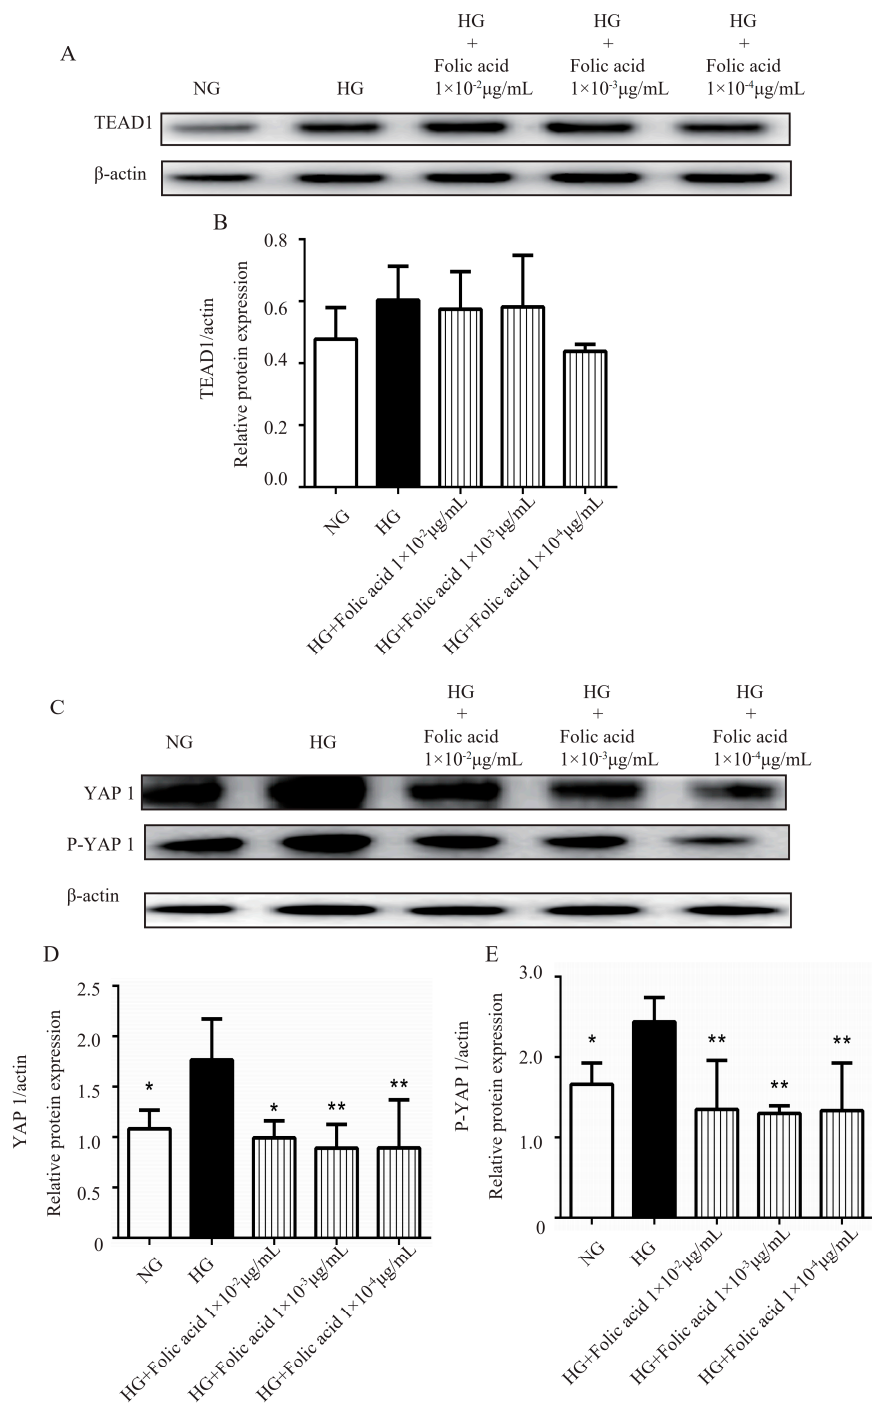 A
NG
HG
HG
+
Folic acid
1×10⁻²μg/mL
HG
+
Folic acid
1×10⁻³μg/mL
HG
+
Folic acid
1×10⁻⁴μg/mL
TEAD1
β-actin
B
TEAD1/actin
Relative protein expression
0.8
0.6
0.4
0.2
0.0
NG
HG
HG+Folic acid 1×10⁻²μg/mL
HG+Folic acid 1×10⁻³μg/mL
HG+Folic acid 1×10⁻⁴μg/mL
C
NG
HG
HG
+
Folic acid
1×10⁻²μg/mL
HG
+
Folic acid
1×10⁻³μg/mL
HG
+
Folic acid
1×10⁻⁴μg/mL
YAP 1
P-YAP 1
β-actin
D
YAP 1/actin
Relative protein expression
2.5
2.0
1.5
1.0
0.5
0
*
*
**
**
NG
HG
HG+Folic acid 1×10⁻²μg/mL
HG+Folic acid 1×10⁻³μg/mL
HG+Folic acid 1×10⁻⁴μg/mL
E
P-YAP 1/actin
Relative protein expression
3.0
2.0
1.0
0
*
**
**
**
NG
HG
HG+Folic acid 1×10⁻²μg/mL
HG+Folic acid 1×10⁻³μg/mL
HG+Folic acid 1×10⁻⁴μg/mL